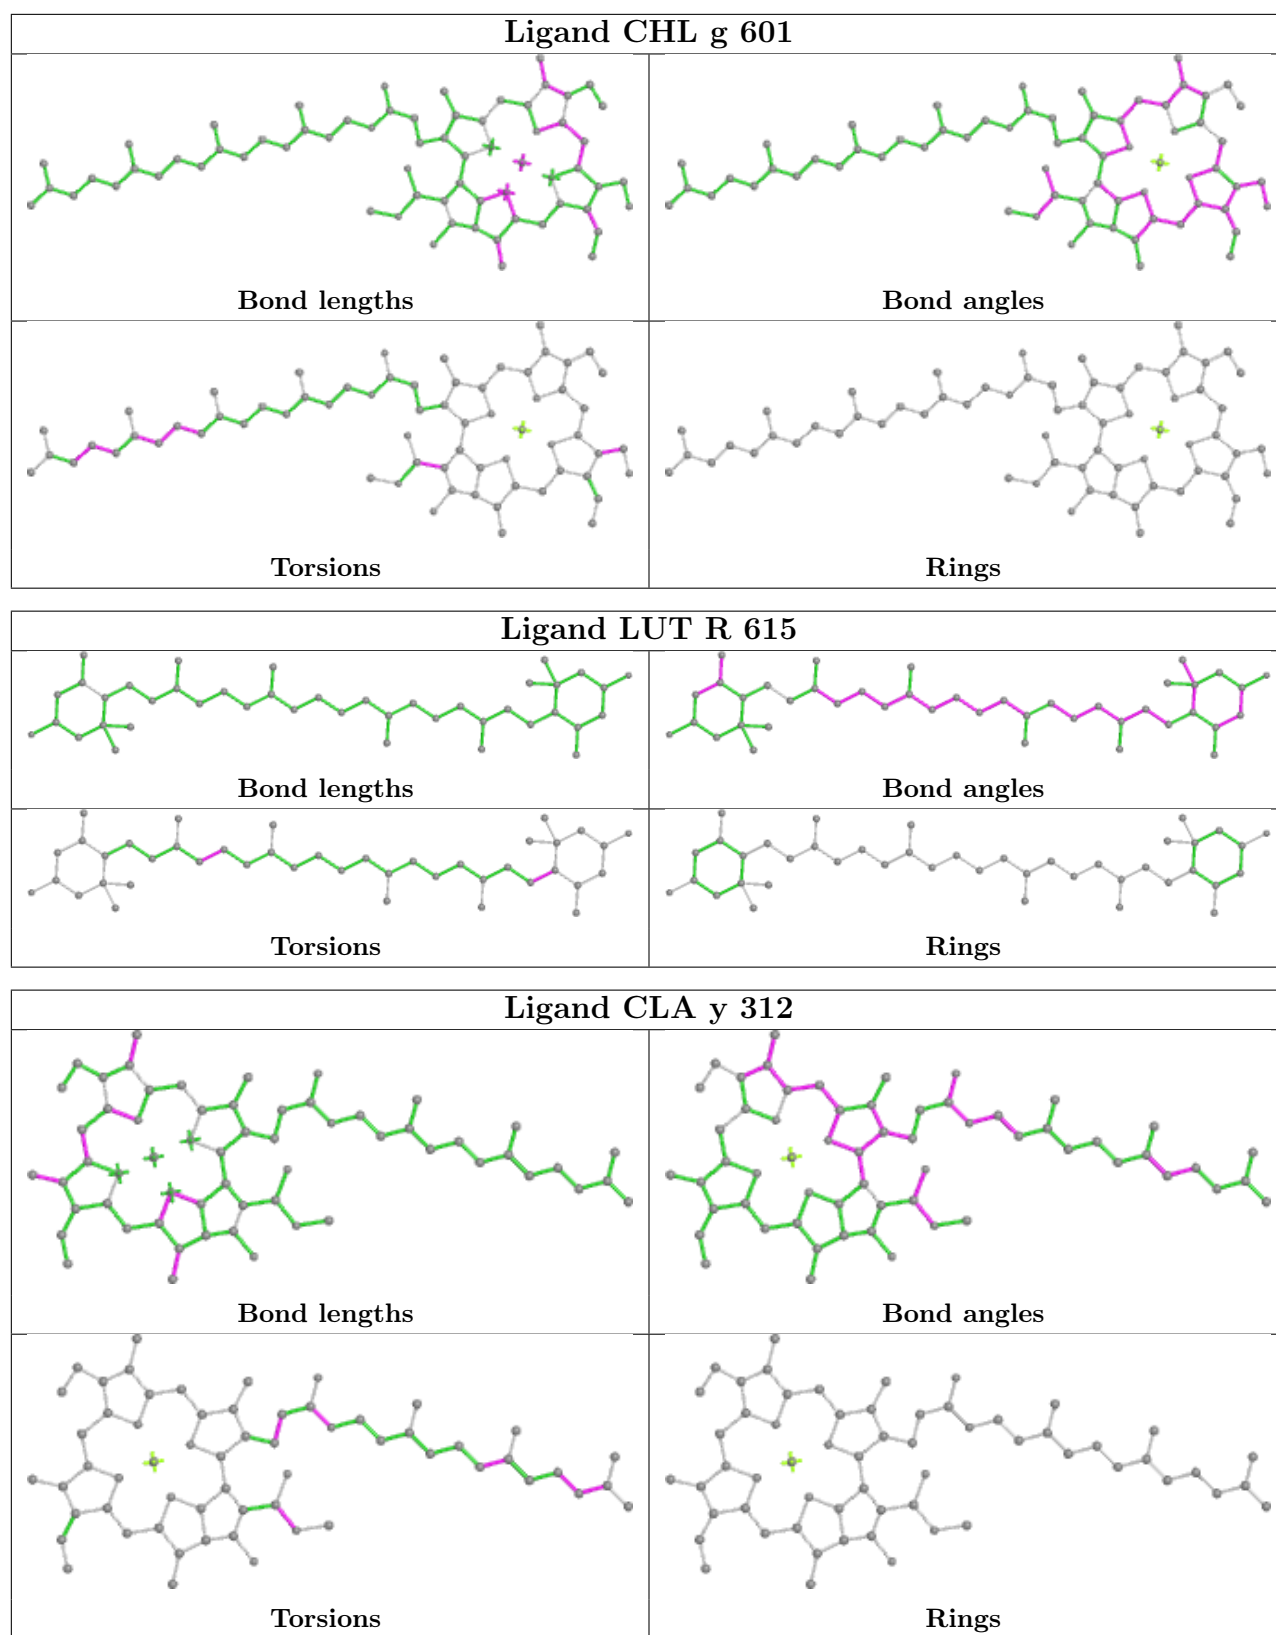 Ligand CHL g 601
Bond lengths
Bond angles
Torsions
Rings
Ligand LUT R 615
Bond lengths
Bond angles
Torsions
Rings
Ligand CLA y 312
Bond lengths
Bond angles
Torsions
Rings